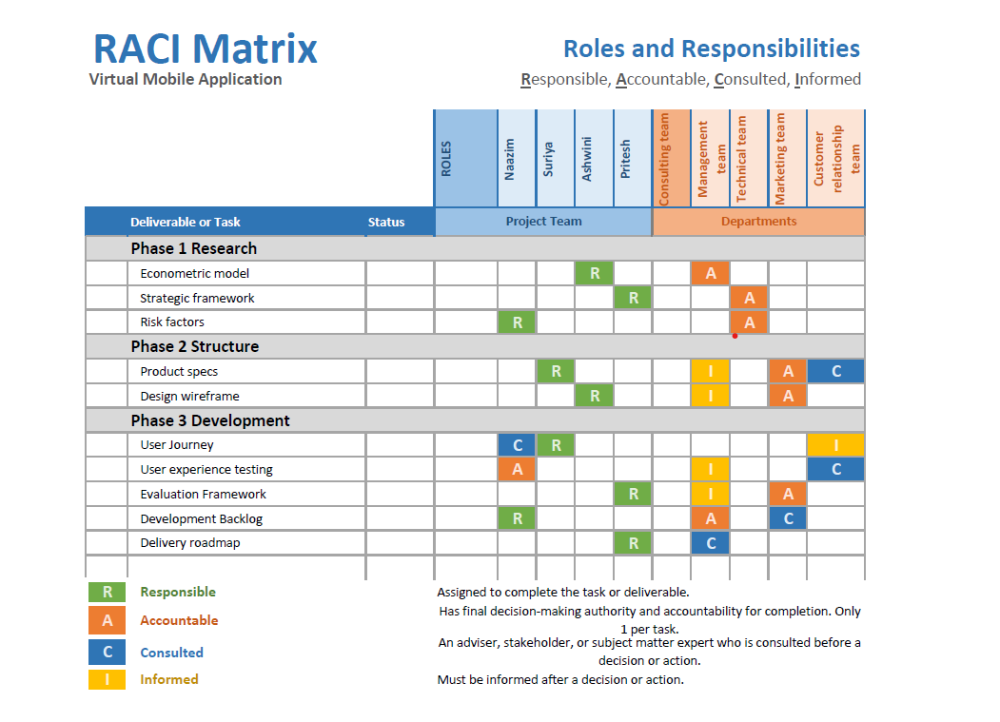 RACI Matrix
Roles and Responsibilities
Virtual Mobile Application
Responsible, Accountable, Consulted, Informed
ROLES
Naazim
Suriya
Ashwini
Pritesh
Consulting team
Management
team
Technical team
Marketing team
Customer
relationship
team
Deliverable or Task Status Project Team Departments
Phase 1 Research
Econometric model R A
Strategic framework R A
Risk factors R A
Phase 2 Structure
Product specs R I A C
Design wireframe R I A
Phase 3 Development
User Journey C R I
User experience testing A I C
Evaluation Framework R I A
Development Backlog R A C
Delivery roadmap R C
R Responsible Assigned to complete the task or deliverable.
A Accountable Has final decision-making authority and accountability for completion. Only
1 per task.
C Consulted An adviser, stakeholder, or subject matter expert who is consulted before a
decision or action.
I Informed Must be informed after a decision or action.